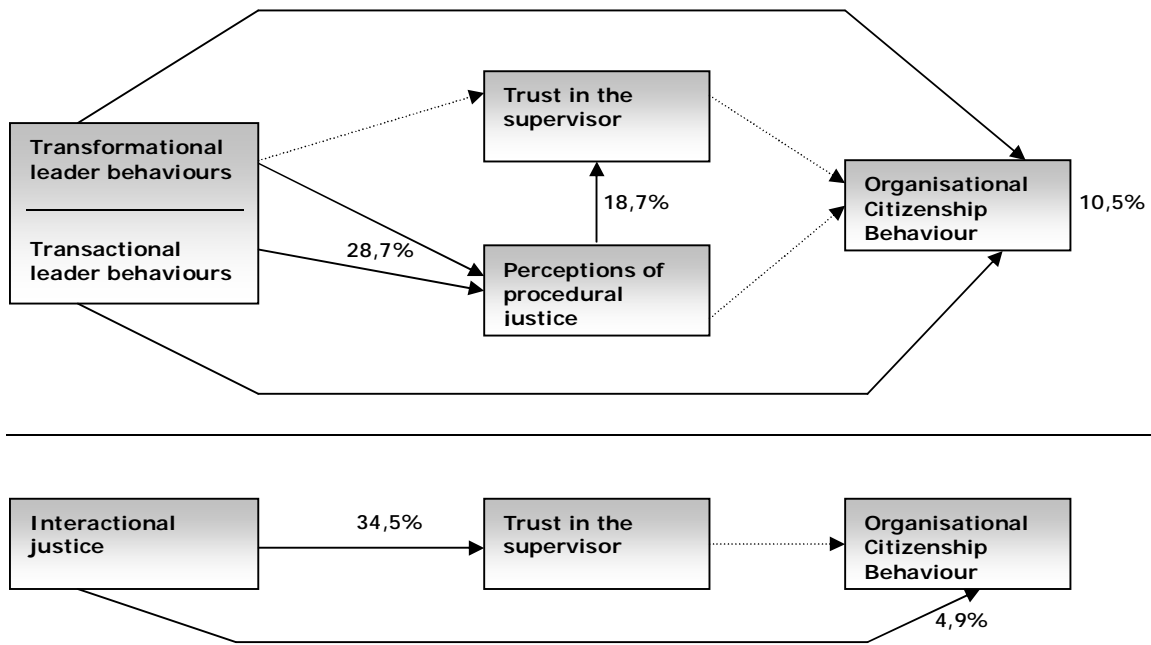 Transformational
leader behaviours
Transactional
leader behaviours
28,7%
Trust in the
supervisor
18,7%
Perceptions of
procedural
justice
Organisational
Citizenship
Behaviour
10,5%
Interactional
justice
34,5%
Trust in the
supervisor
Organisational
Citizenship
Behaviour
4,9%